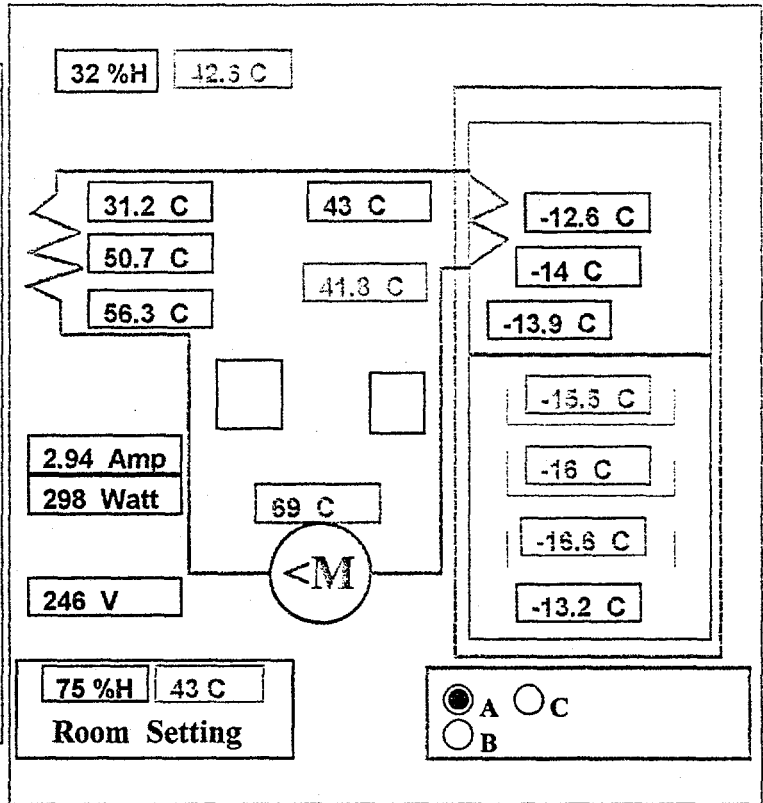 32 %H 42.6 C
31.2 C 43 C -12.6 C
50.7 C -14 C
41.3 C
56.3 C -13.9 C
-15.5 C
2.94 Amp -16 C
298 Watt
69 C
-16.6 C
<M
246 V -13.2 C
75 %H 43 C
Room Setting
A C
B